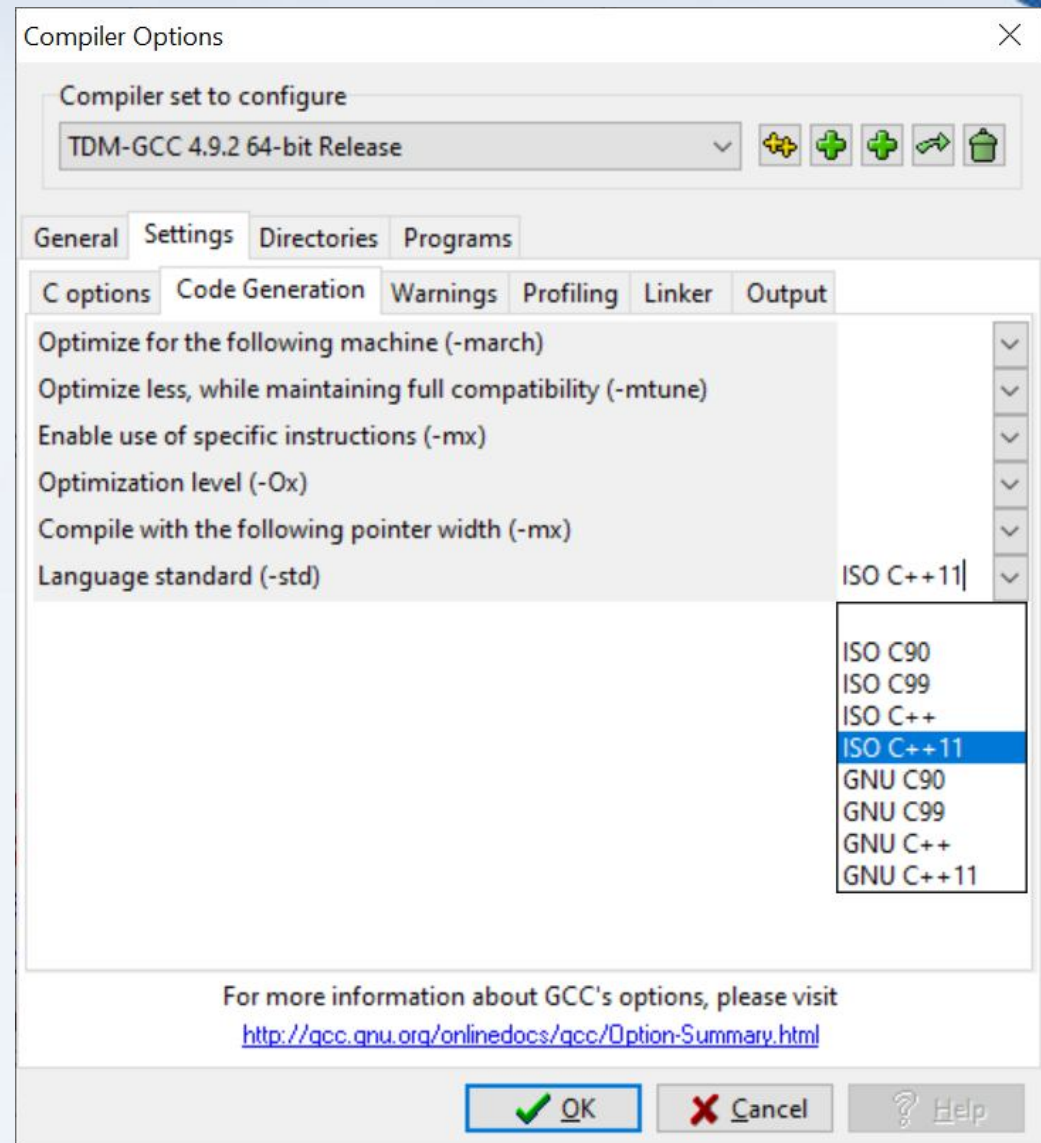 Compiler Options
Compiler set to configure
TDM-GCC 4.9.2 64-bit Release
General Settings Directories Programs
C options Code Generation Warnings Profiling Linker Output
Optimize for the following machine (-march)
Optimize less, while maintaining full compatibility (-mtune)
Enable use of specific instructions (-mx)
Optimization level (-Ox)
Compile with the following pointer width (-mx)
Language standard (-std) ISO C++11
ISO C90
ISO C99
ISO C++
ISO C++11
GNU C90
GNU C99
GNU C++
GNU C++11
For more information about GCC's options, please visit
http://gcc.gnu.org/onlinedocs/gcc/Option-Summary.html
OK Cancel ? Help